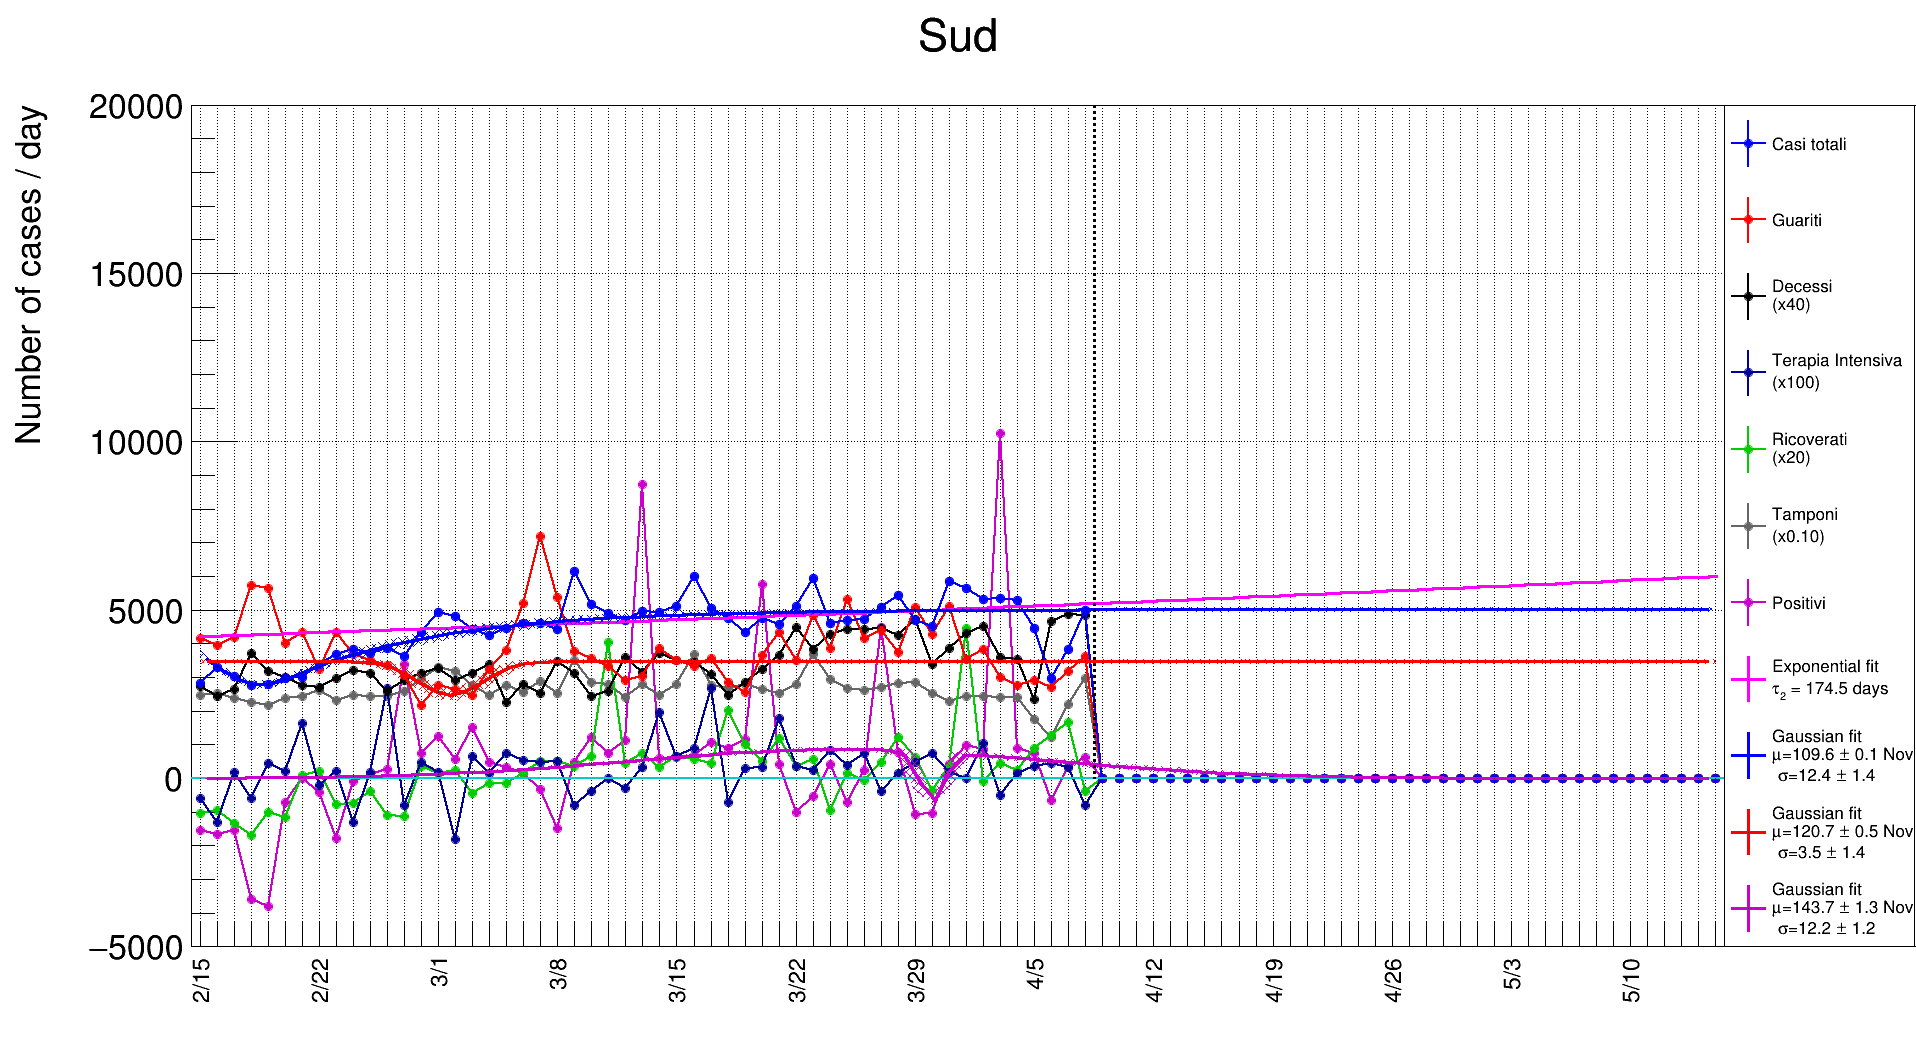 Sud
Number of cases / day
20000
15000
10000
5000
0
−5000
2/15
2/22
3/1
3/8
3/15
3/22
3/29
4/5
4/12
4/19
4/26
5/3
5/10
Casi totali
Guariti
Decessi
(x40)
Terapia Intensiva
(x100)
Ricoverati
(x20)
Tamponi
(x0.10)
Positivi
Exponential fit
τ2 = 174.5 days
Gaussian fit
μ=109.6 ± 0.1 Nov
σ=12.4 ± 1.4
Gaussian fit
μ=120.7 ± 0.5 Nov
σ=3.5 ± 1.4
Gaussian fit
μ=143.7 ± 1.3 Nov
σ=12.2 ± 1.2